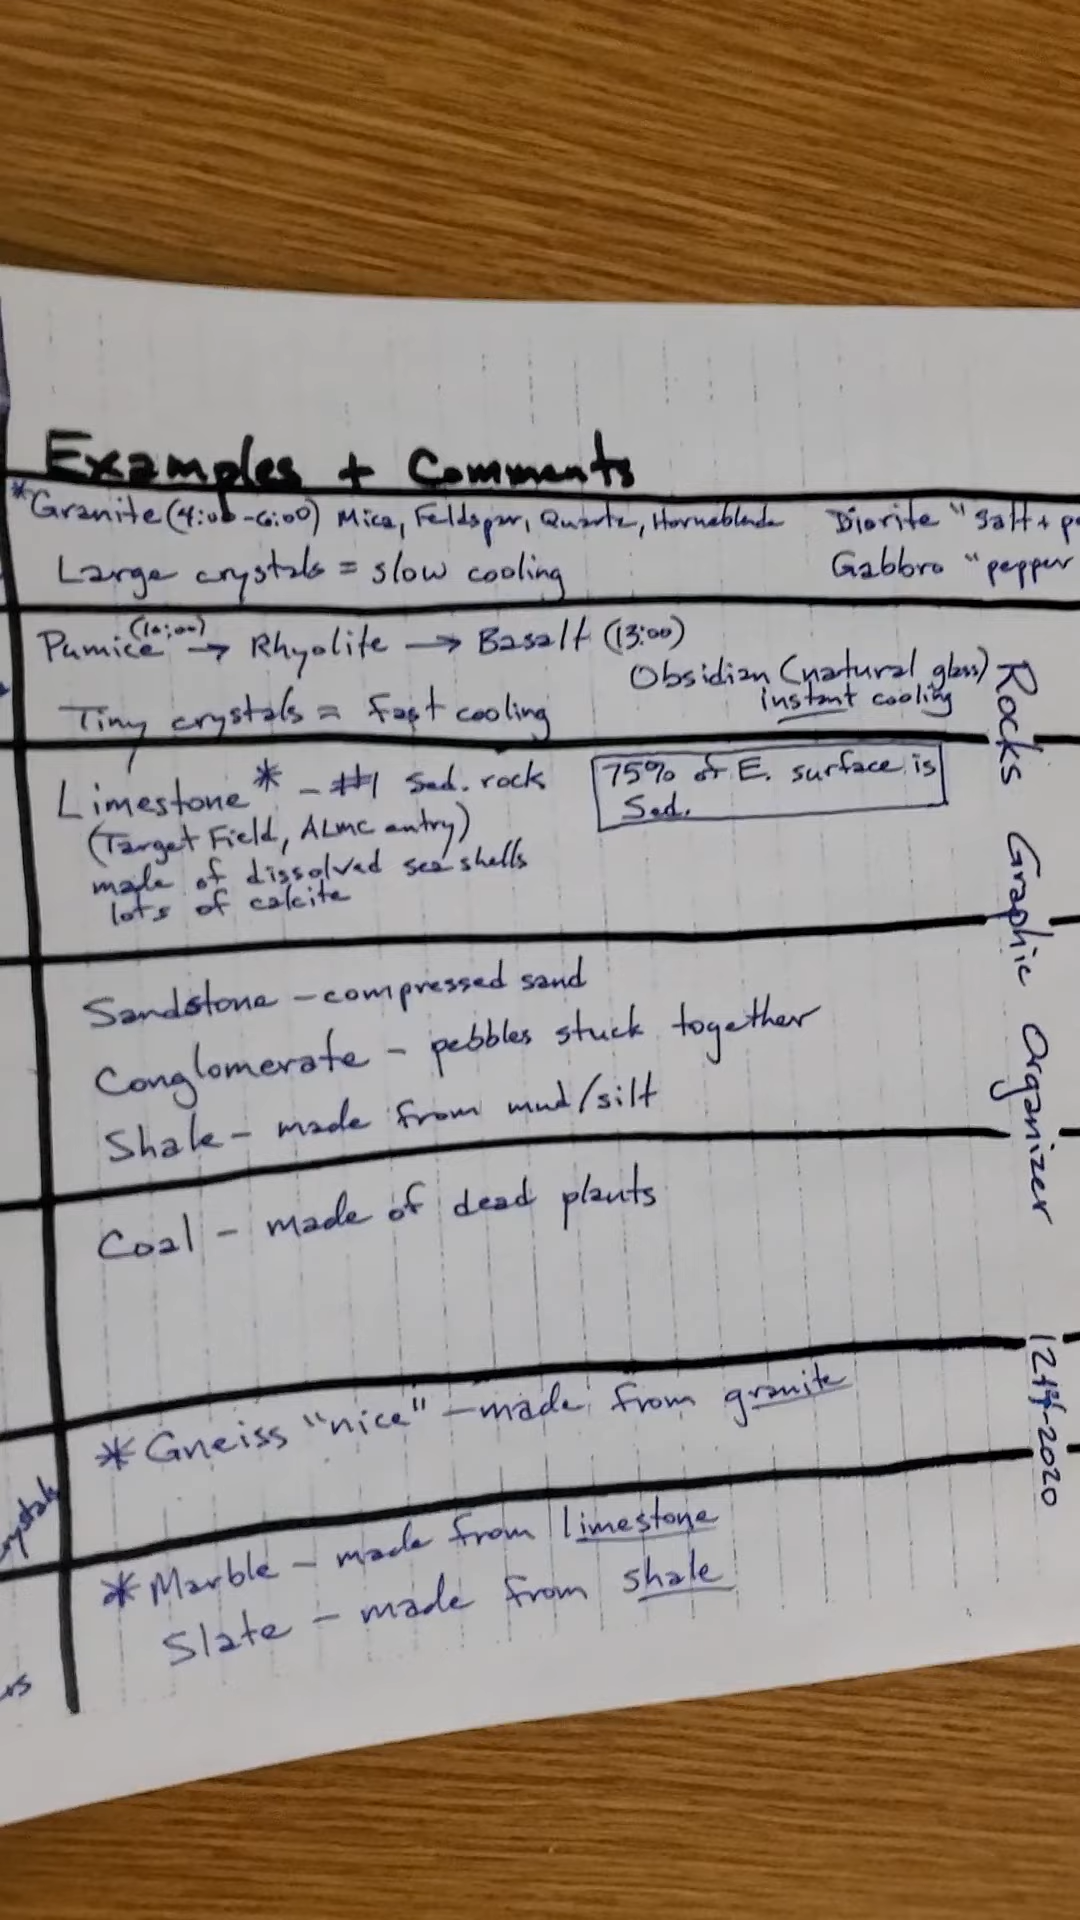 Examples + Comments
*Granite (4:00-6:00) Mica, Feldspar, Quartz, Horneblende Diorite "Salt +
Large crystals = slow cooling Gabbro "pepper
Pumice (10:00) → Rhyolite → Basalt (13:00)
Obsidian (natural glass)
instant cooling
Tiny crystals = Fast cooling
Limestone * - #1 Sed. rock
75% of E. surface is
Sed.
(Target Field, ALMC entry)
made of dissolved sea shells
lots of calcite
Sandstone - compressed sand
Conglomerate - pebbles stuck together
Shale - made from mud/silt
Coal - made of dead plants
*Gneiss "nice" - made from granite
*Marble - made from limestone
Slate - made from shale
Rocks Graphic Organizer